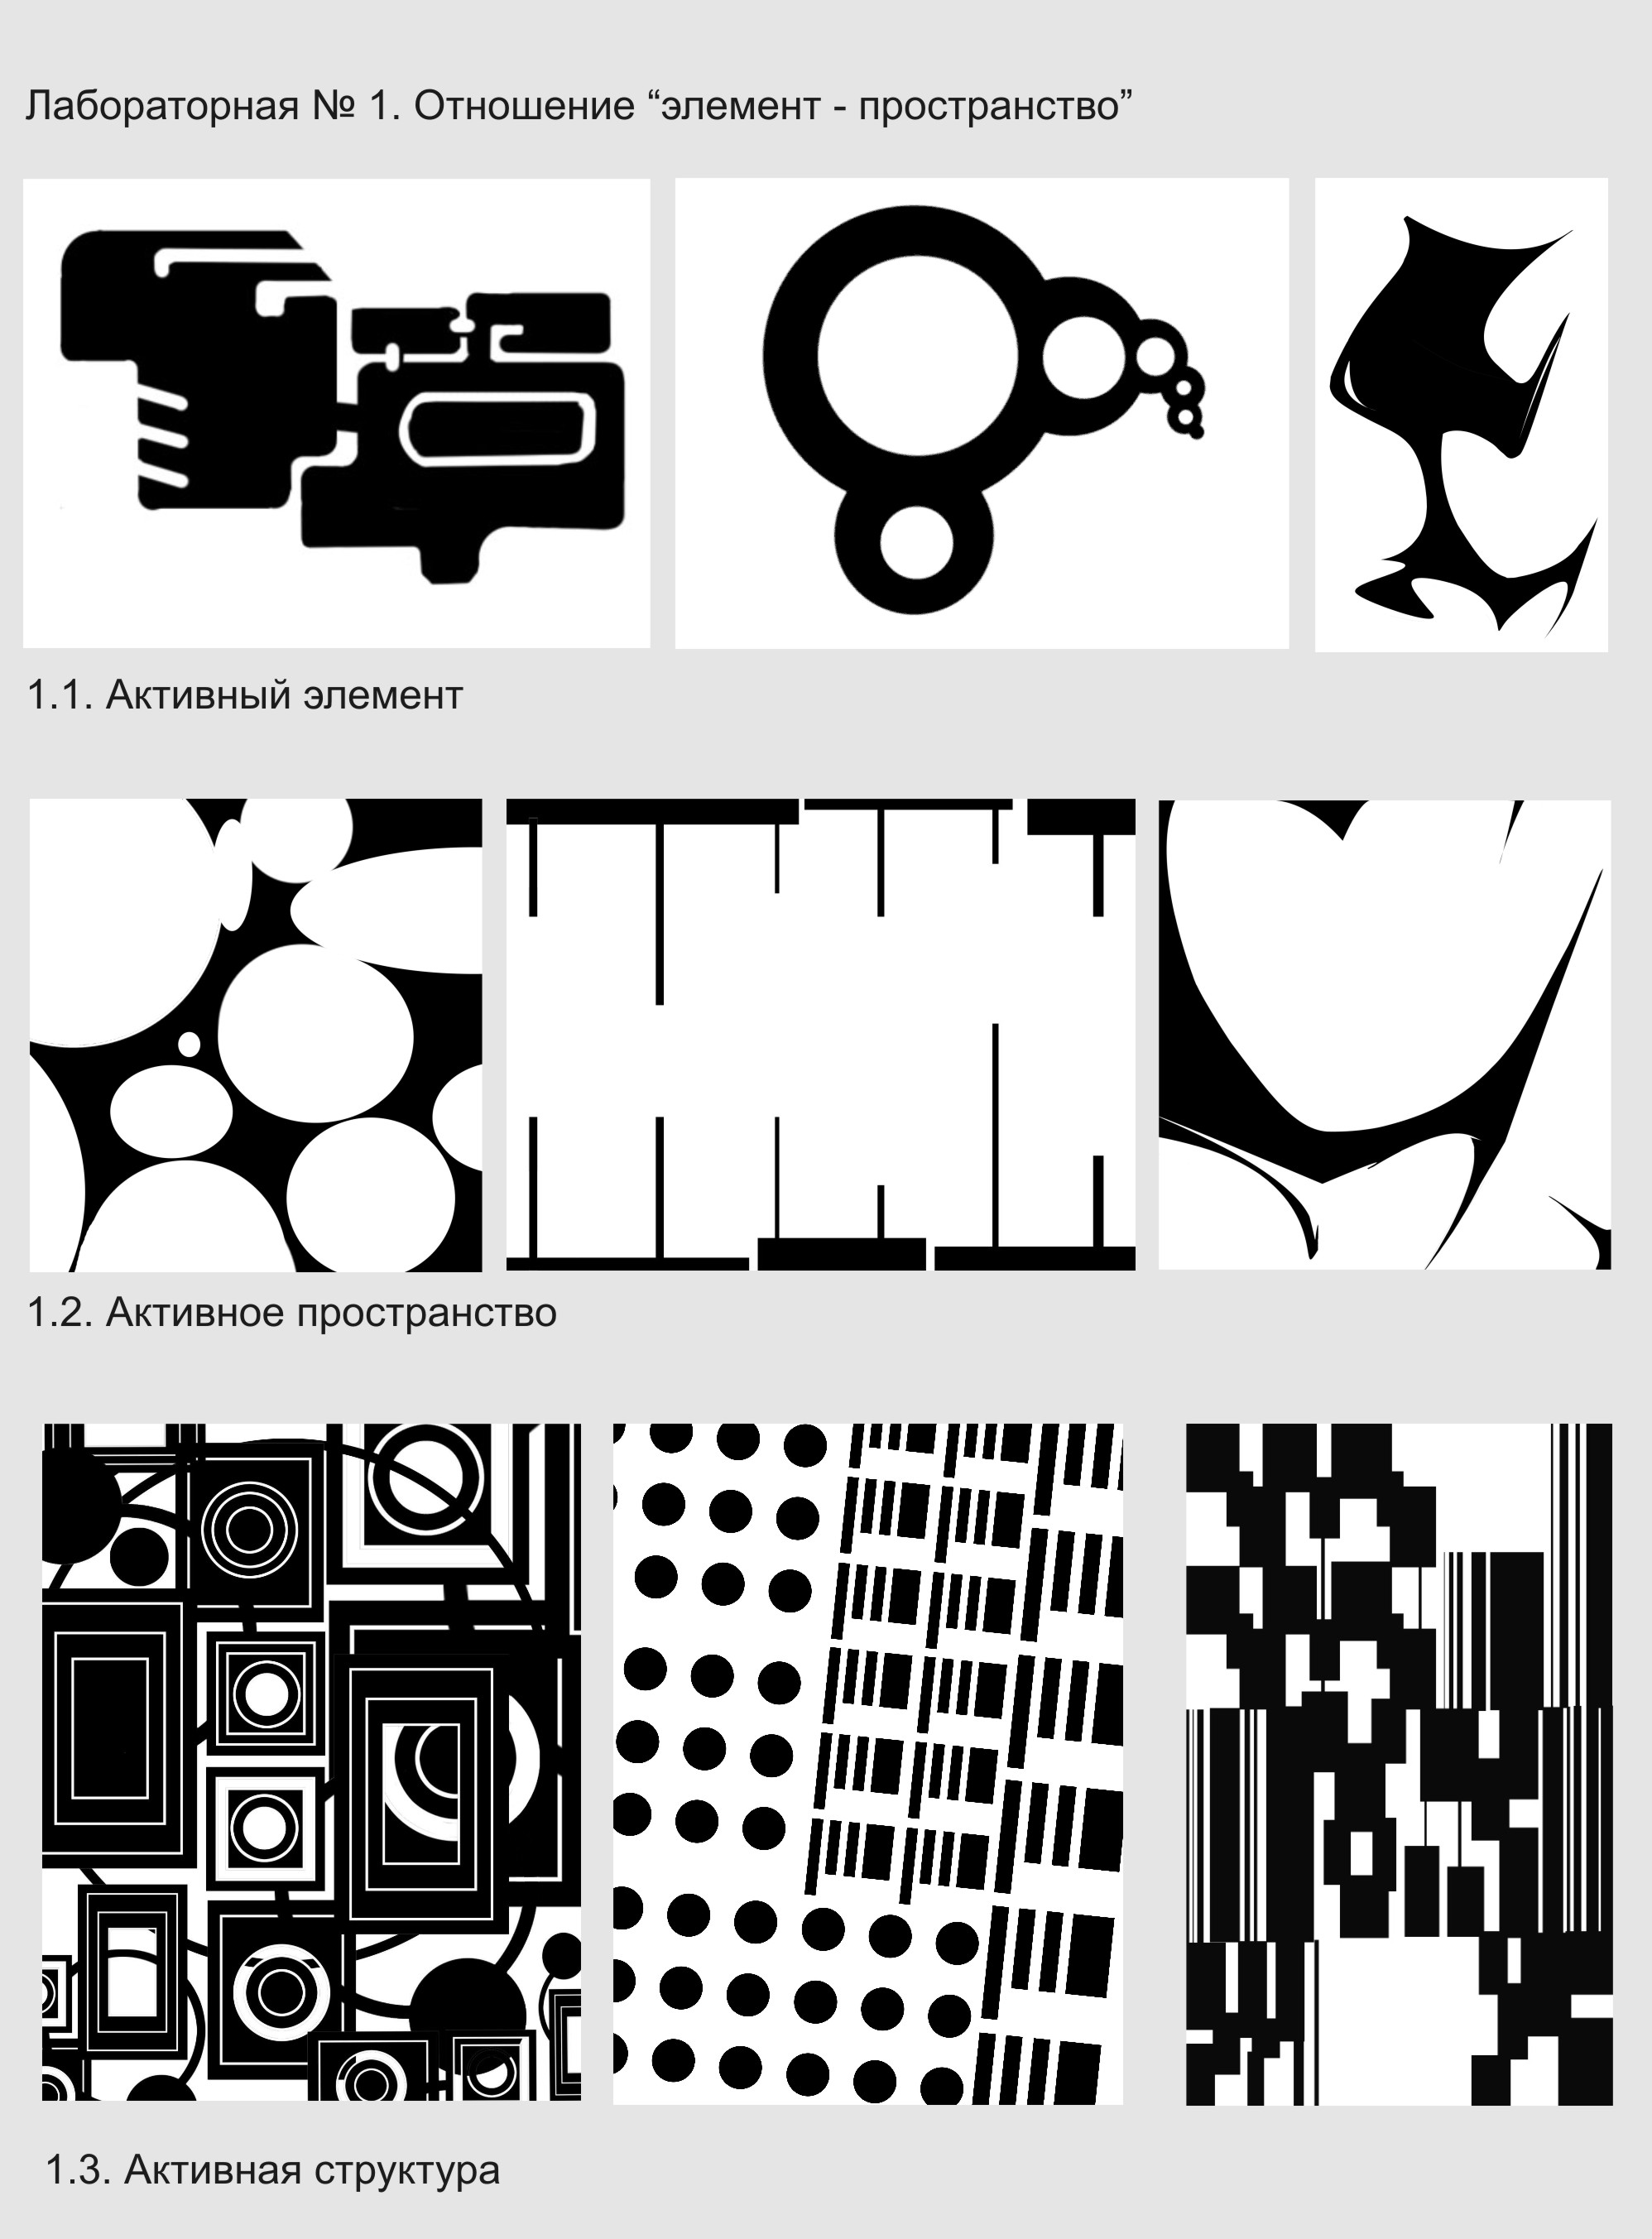 Лабораторная № 1. Отношение “элемент - пространство”
1.1. Активный элемент
1.2. Активное пространство
1.3. Активная структура